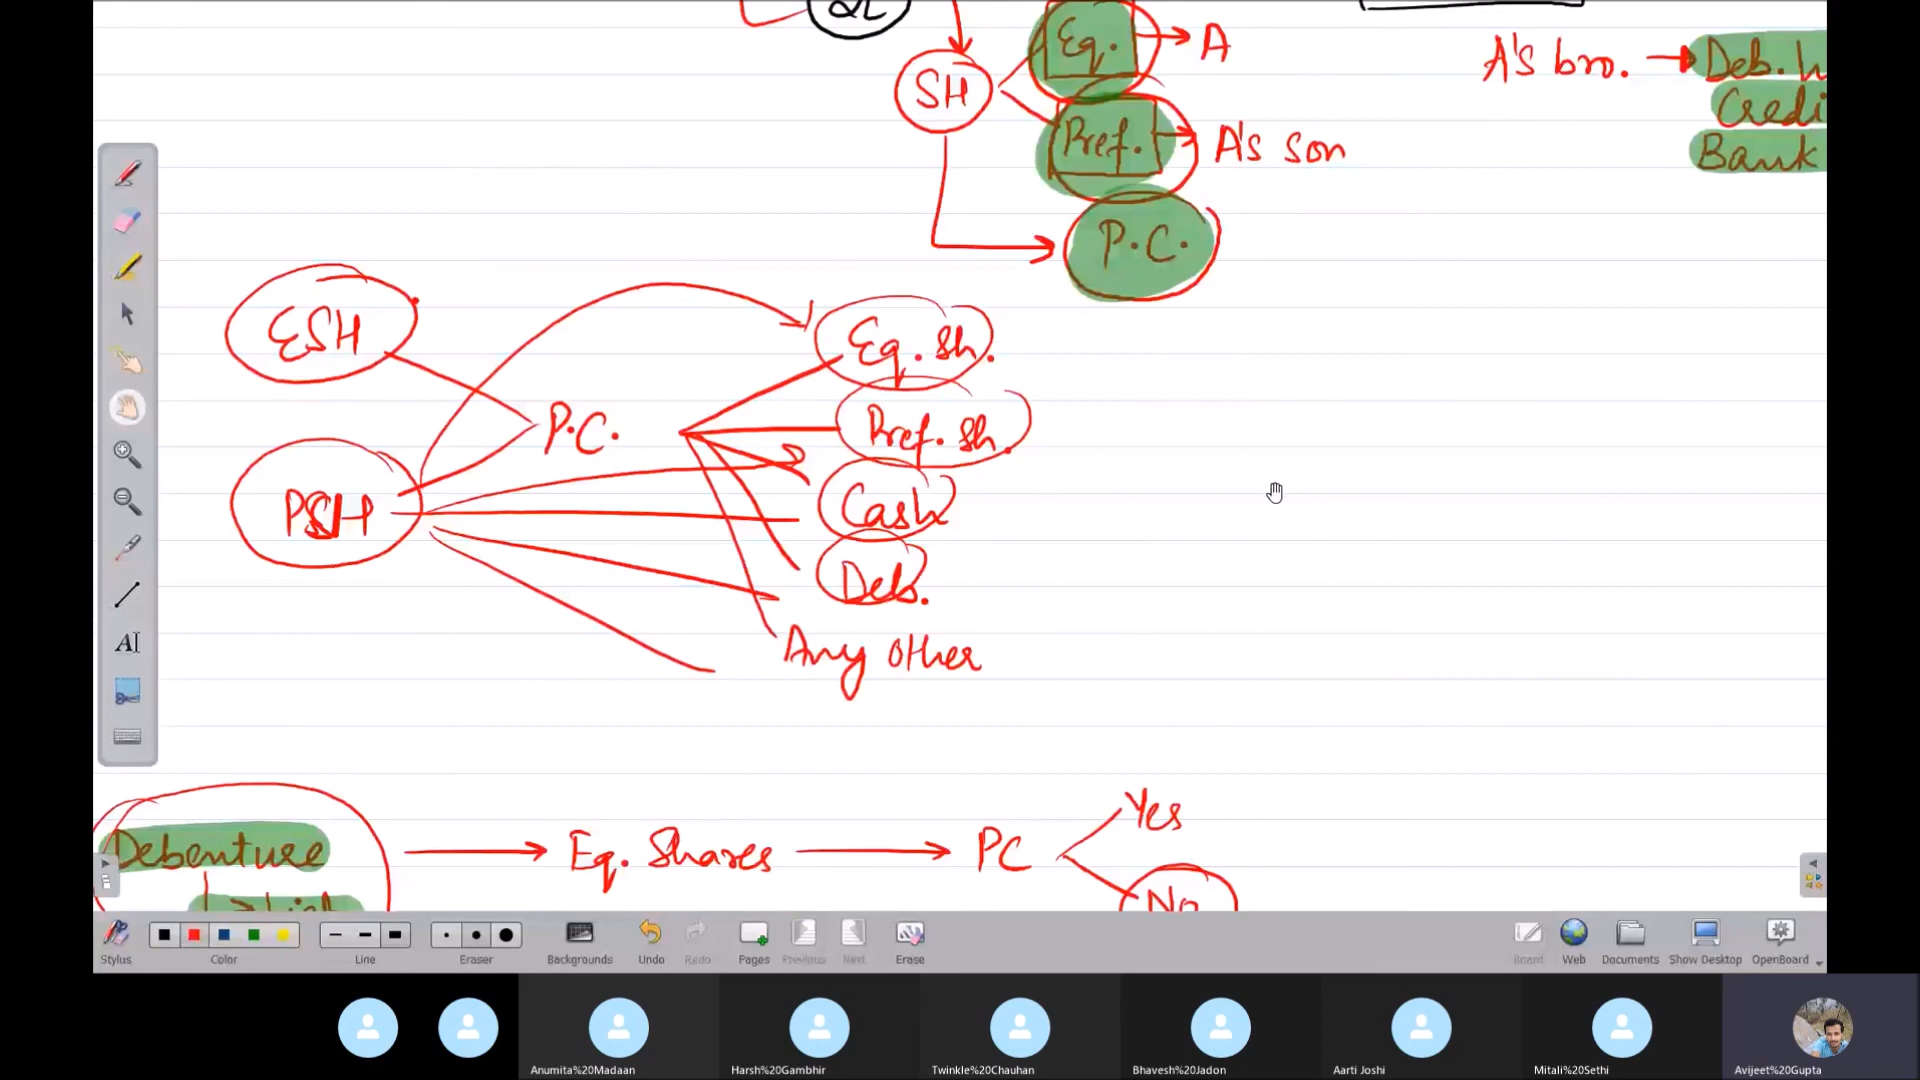 Eq. → A
SH
Pref. → A's son
P.C.
A's bro. →
Deb. h
Credi
Bank
ESH
PSH
P.C.
Eq. Sh.
Pref. Sh.
Cash
Deb.
Any other
Debenture → Eq. Shares → PC
Yes
No
Stylus
Color
Line
Eraser
Backgrounds
Undo
Redo
Pages
Previous
Next
Erase
Board
Web
Documents
Show Desktop
OpenBoard
Anumita%20Madaan
Harsh%20Gambhir
Twinkle%20Chauhan
Bhavesh%20Jadon
Aarti Joshi
Mitali%20Sethi
Avijeet%20Gupta